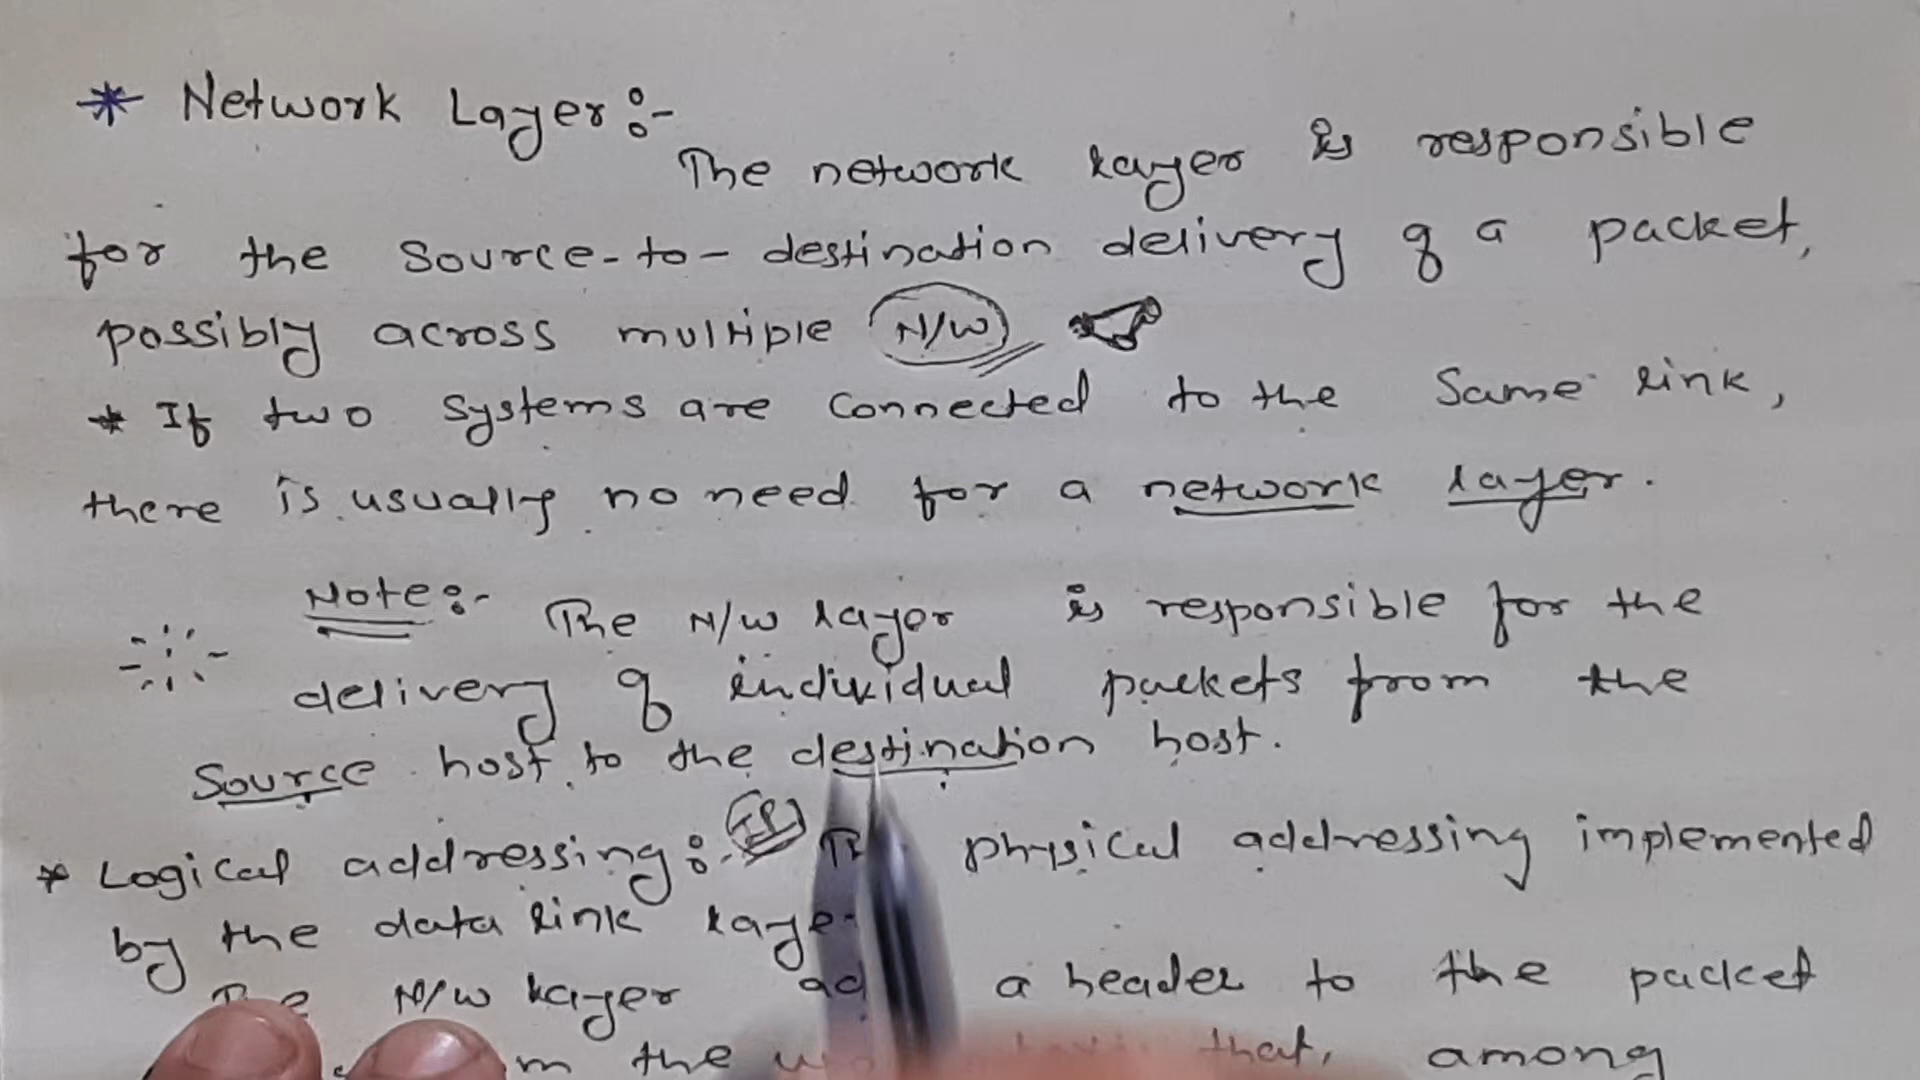 * Network Layer :-
The network layer is responsible
for the source-to-destination delivery of a packet,
possibly across multiple N/W
* If two systems are connected to the same link,
there is usually no need for a network layer.
Note :- The N/W layer is responsible for the
delivery of individual packets from the
source host to the destination host.
* Logical addressing :- physical addressing implemented
by the data link
N/W layer a header to the packet
the that, among